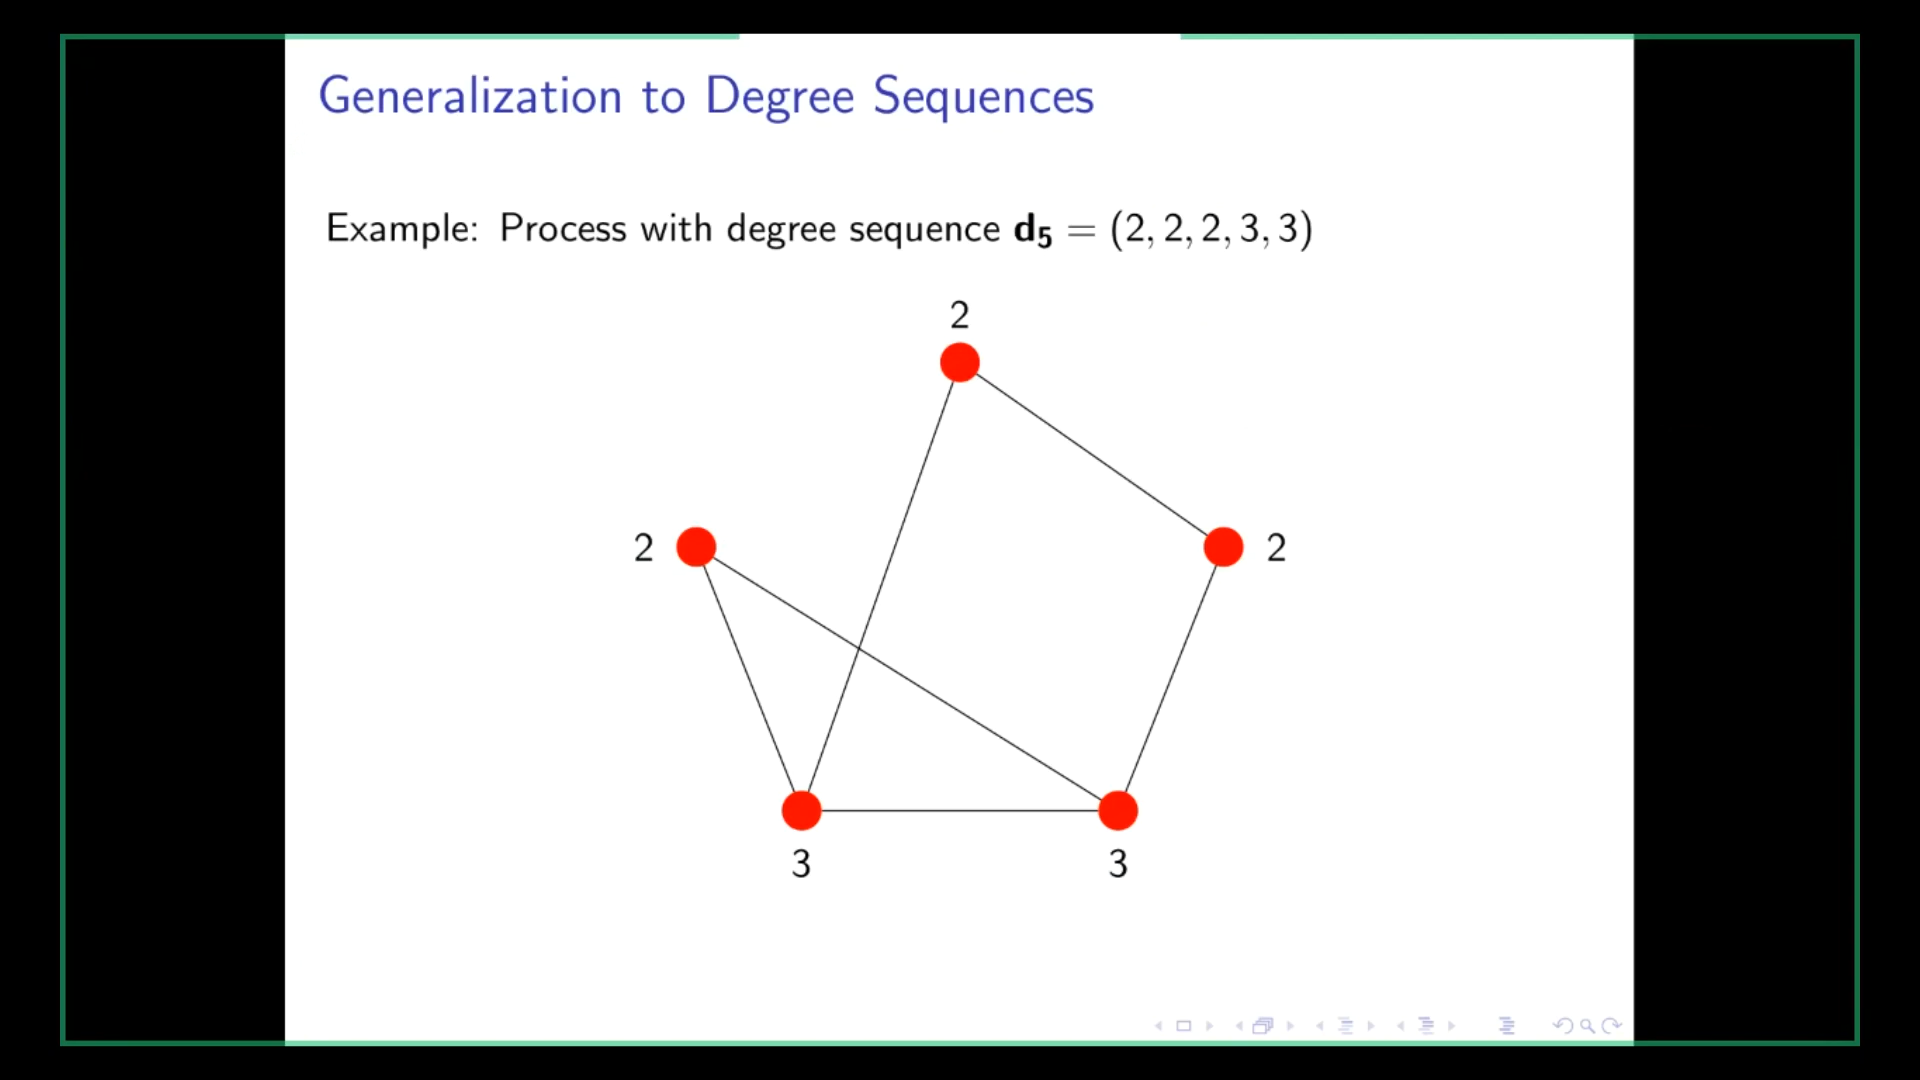 Generalization to Degree Sequences
Example: Process with degree sequence d₅ = (2, 2, 2, 3, 3)
2
2
2
3
3